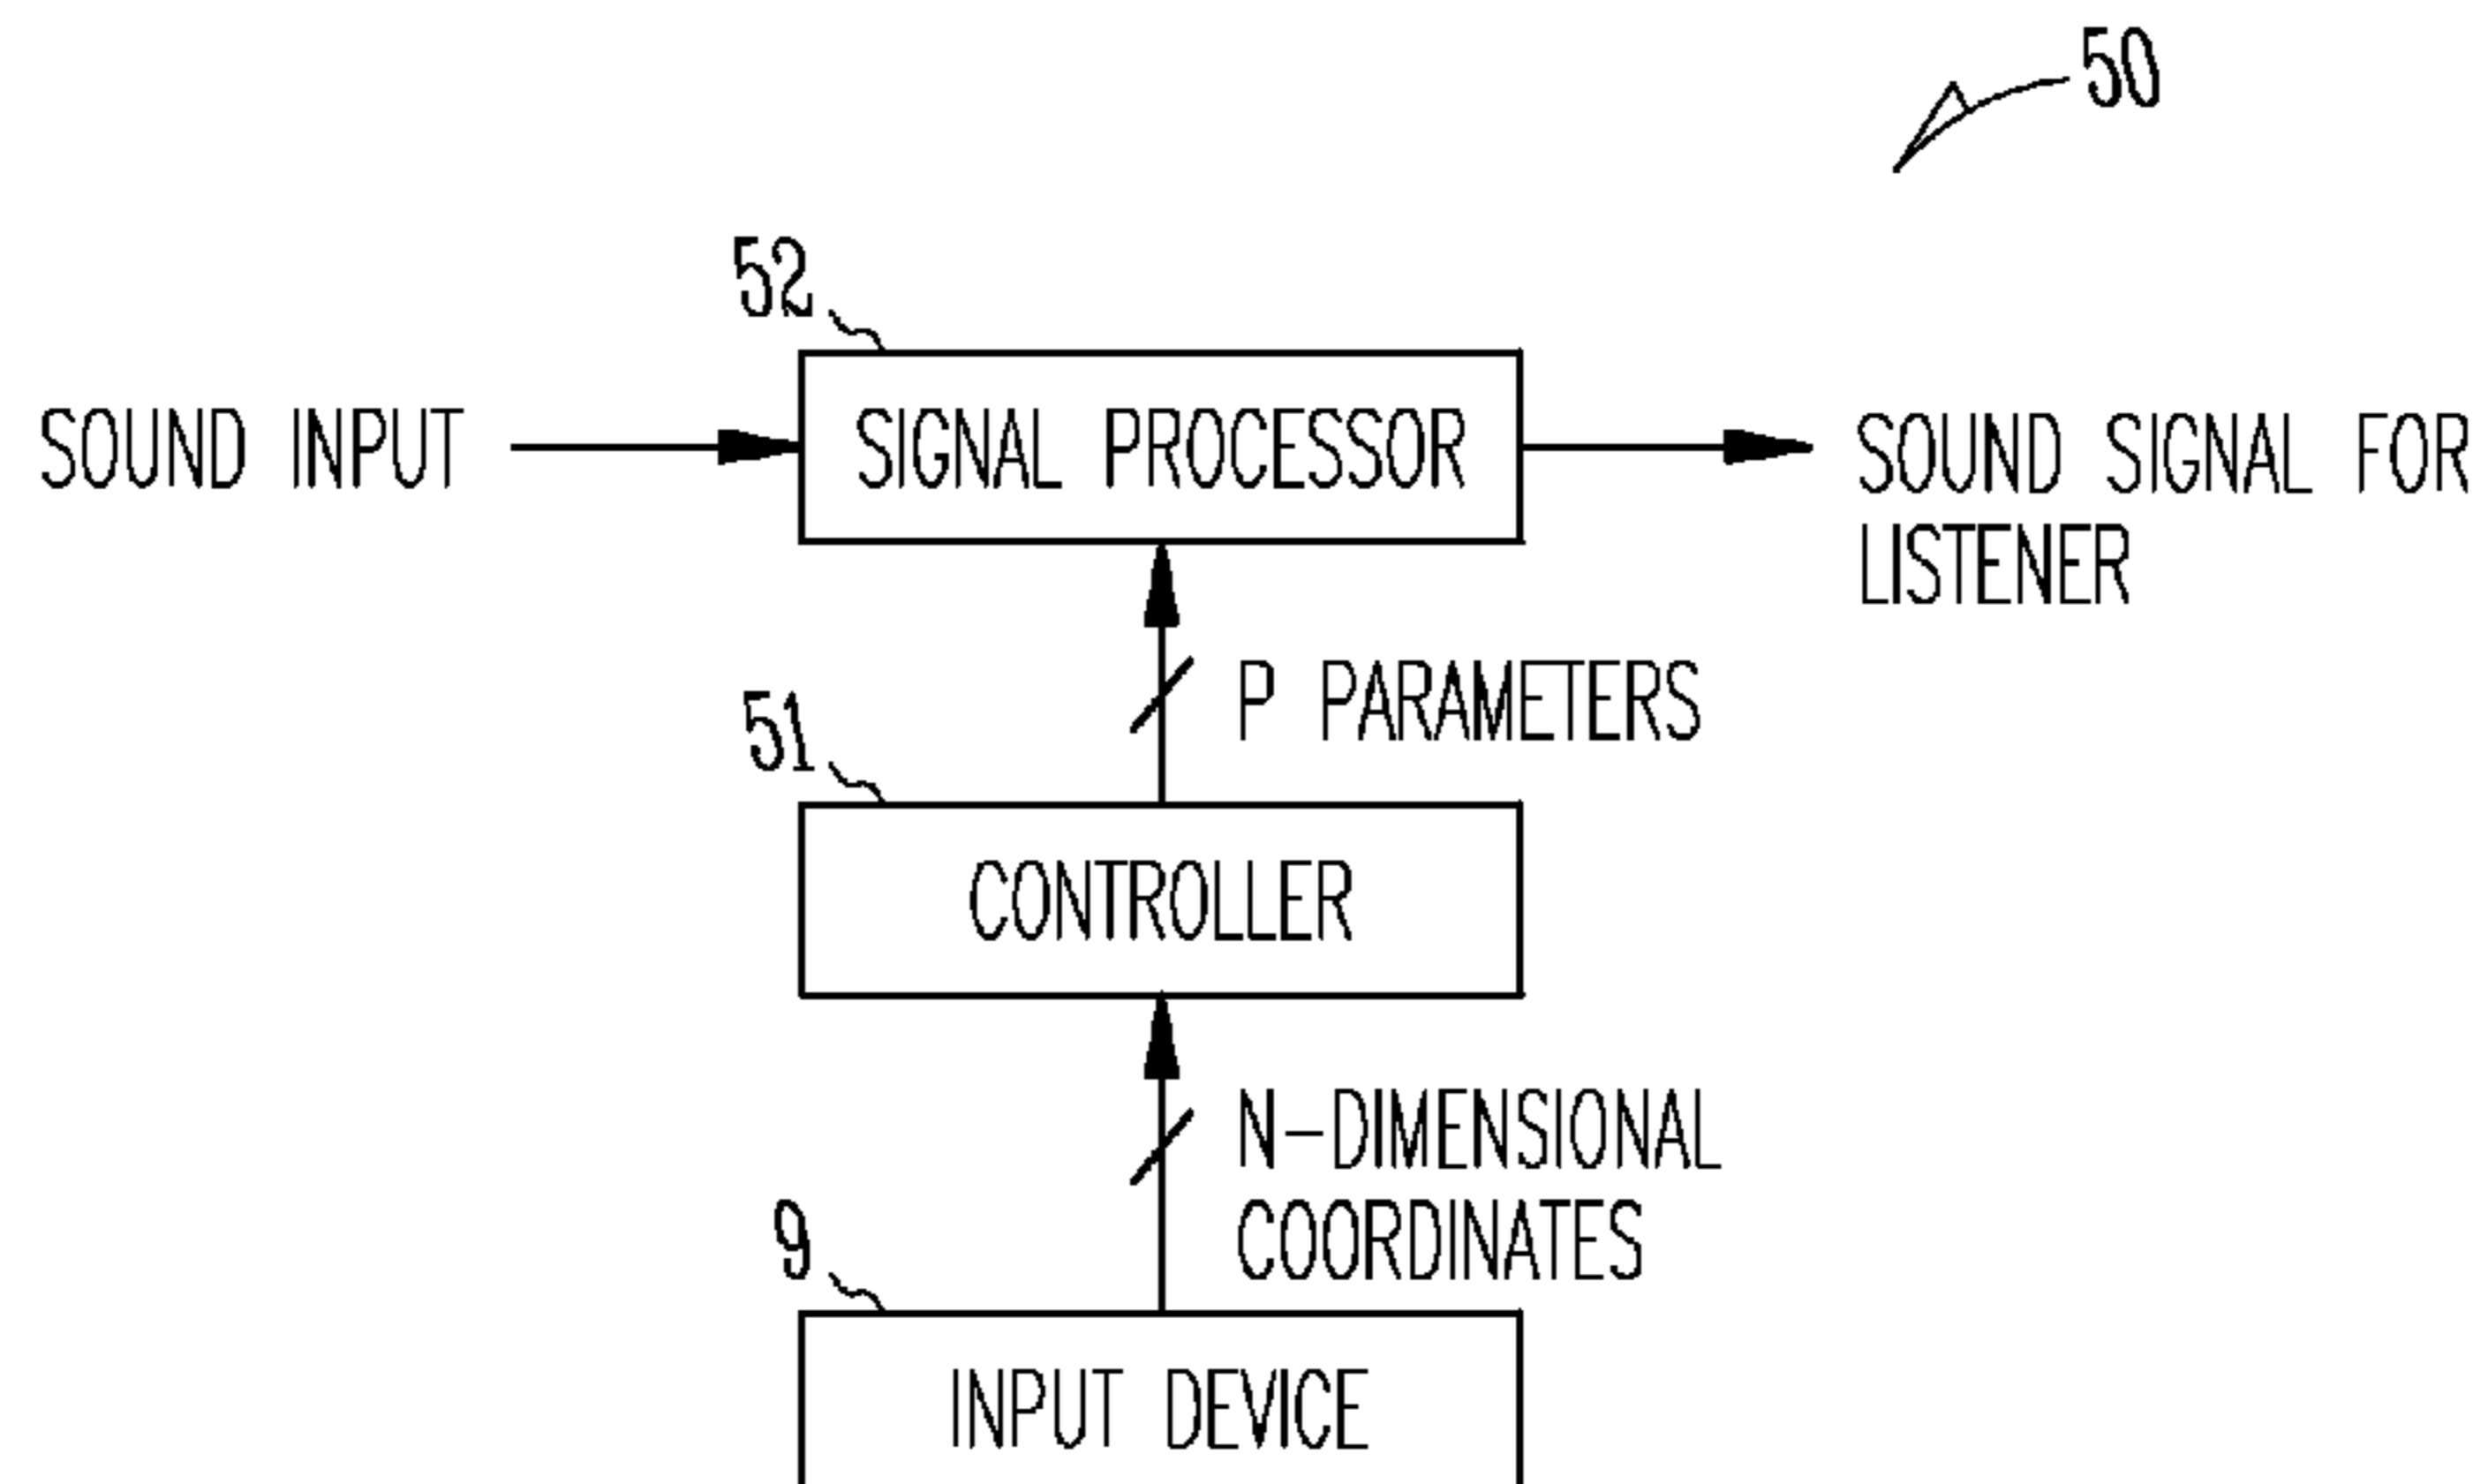 50
52
SOUND INPUT
SIGNAL PROCESSOR
SOUND SIGNAL FOR
LISTENER
P PARAMETERS
51
CONTROLLER
N-DIMENSIONAL
COORDINATES
9
INPUT DEVICE